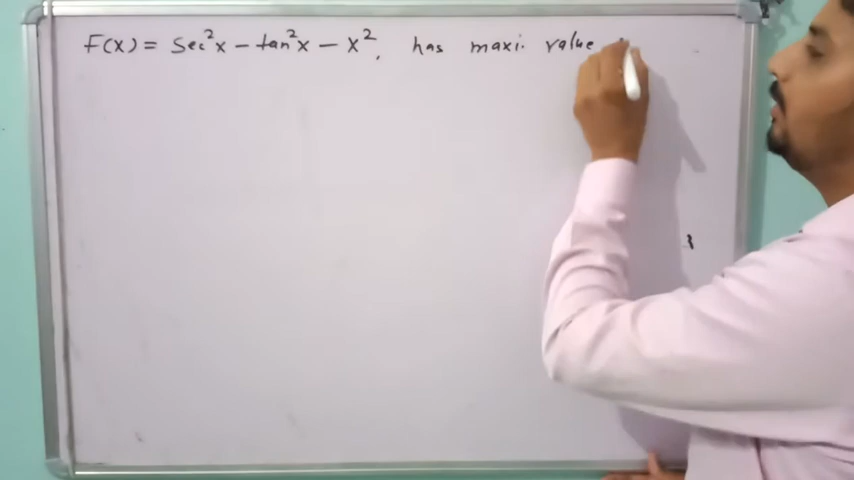 F(x) = Sec²x - tan²x - x², has maxi. value